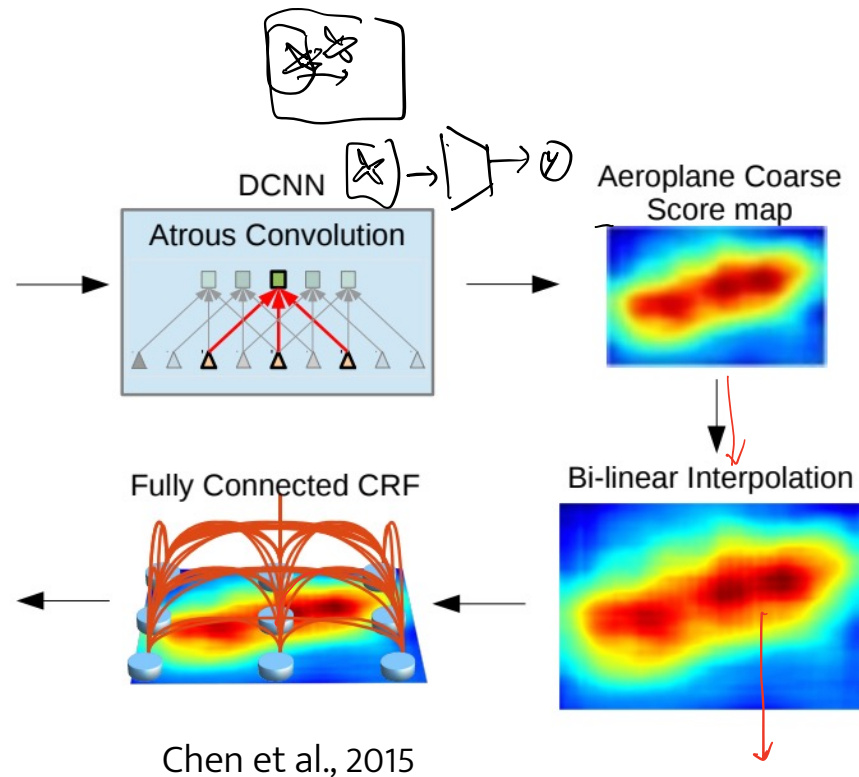 DCNN
y
Atrous Convolution
Aeroplane Coarse
Score map
Fully Connected CRF
Bi-linear Interpolation
Chen et al., 2015